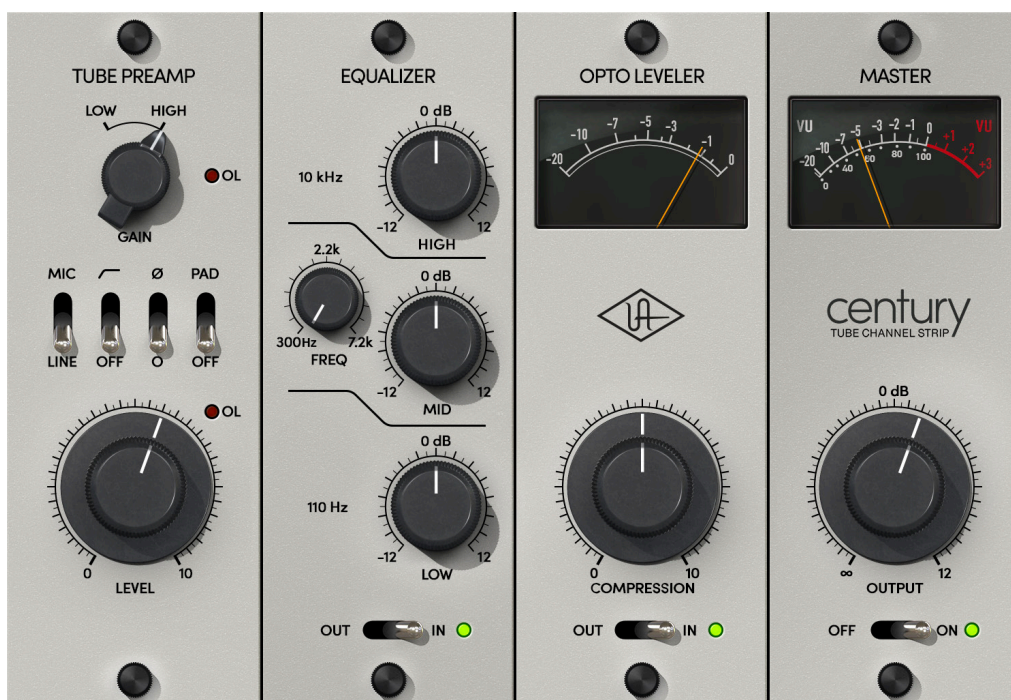 TUBE PREAMP
LOW HIGH
OL
GAIN
MIC Ø PAD
LINE OFF O OFF
OL
0 10
LEVEL
EQUALIZER
0 dB
10 kHz
-12 12
HIGH
2.2k
300Hz 7.2k
FREQ
0 dB
-12 12
MID
0 dB
110 Hz
-12 12
LOW
OUT IN
OPTO LEVELER
-20 -10 -7 -5 -3 -1 0
UA
0 10
COMPRESSION
OUT IN
MASTER
VU VU
-20 -10 -7 -5 -3 -2 -1 0 +1 +2 +3
0 40 60 80 100
century
TUBE CHANNEL STRIP
0 dB
∞ 12
OUTPUT
OFF ON